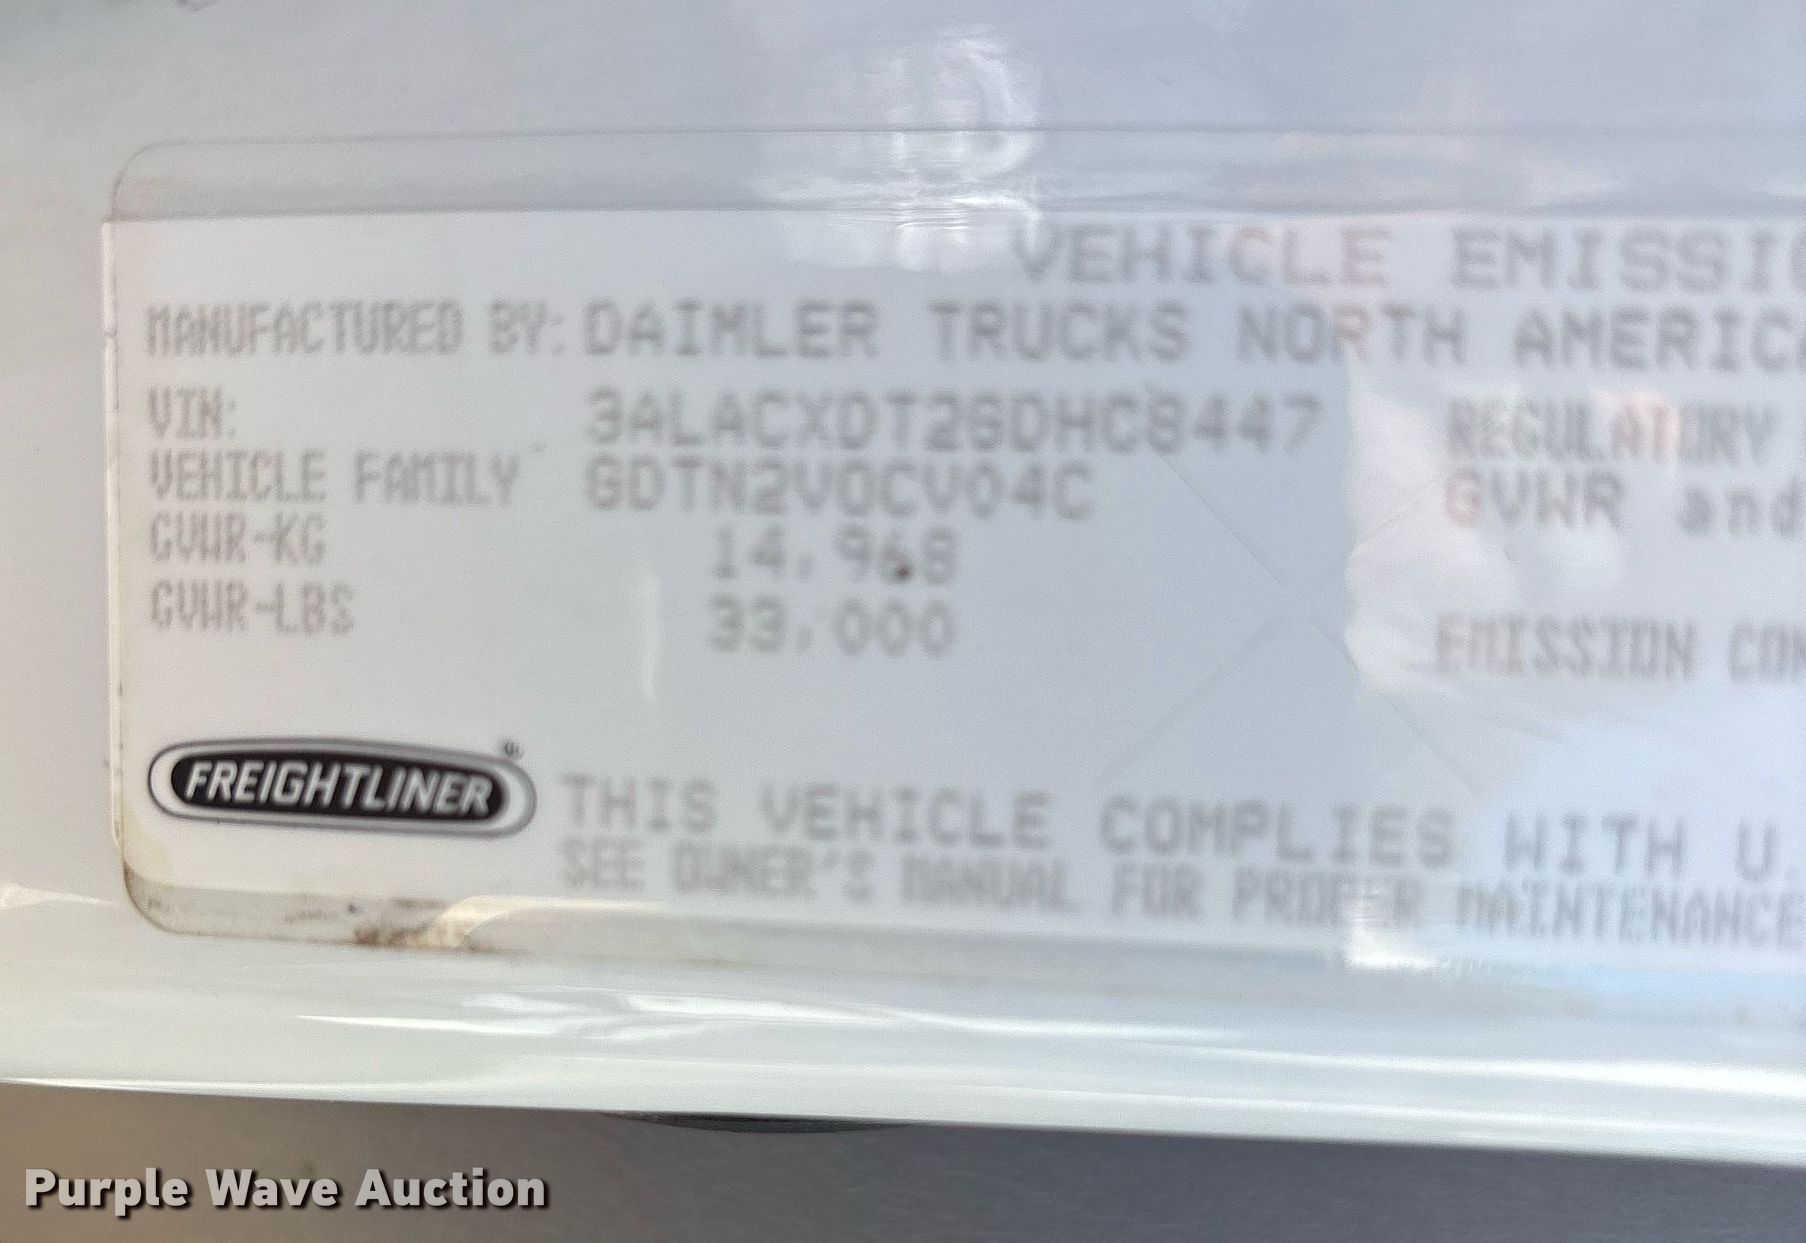 VEHICLE EMISSIO
MANUFACTURED BY: DAIMLER TRUCKS NORTH AMERICA
VIN: 3ALACXDT2GDHC8447 REGULATORY
VEHICLE FAMILY GDTN2VOCV04C GVWR and
GVWR-KG 14,968
GVWR-LBS 33,000 EMISSION CON
FREIGHTLINER®
THIS VEHICLE COMPLIES WITH U.
SEE OWNER'S MANUAL FOR PROPER MAINTENANCE
Purple Wave Auction